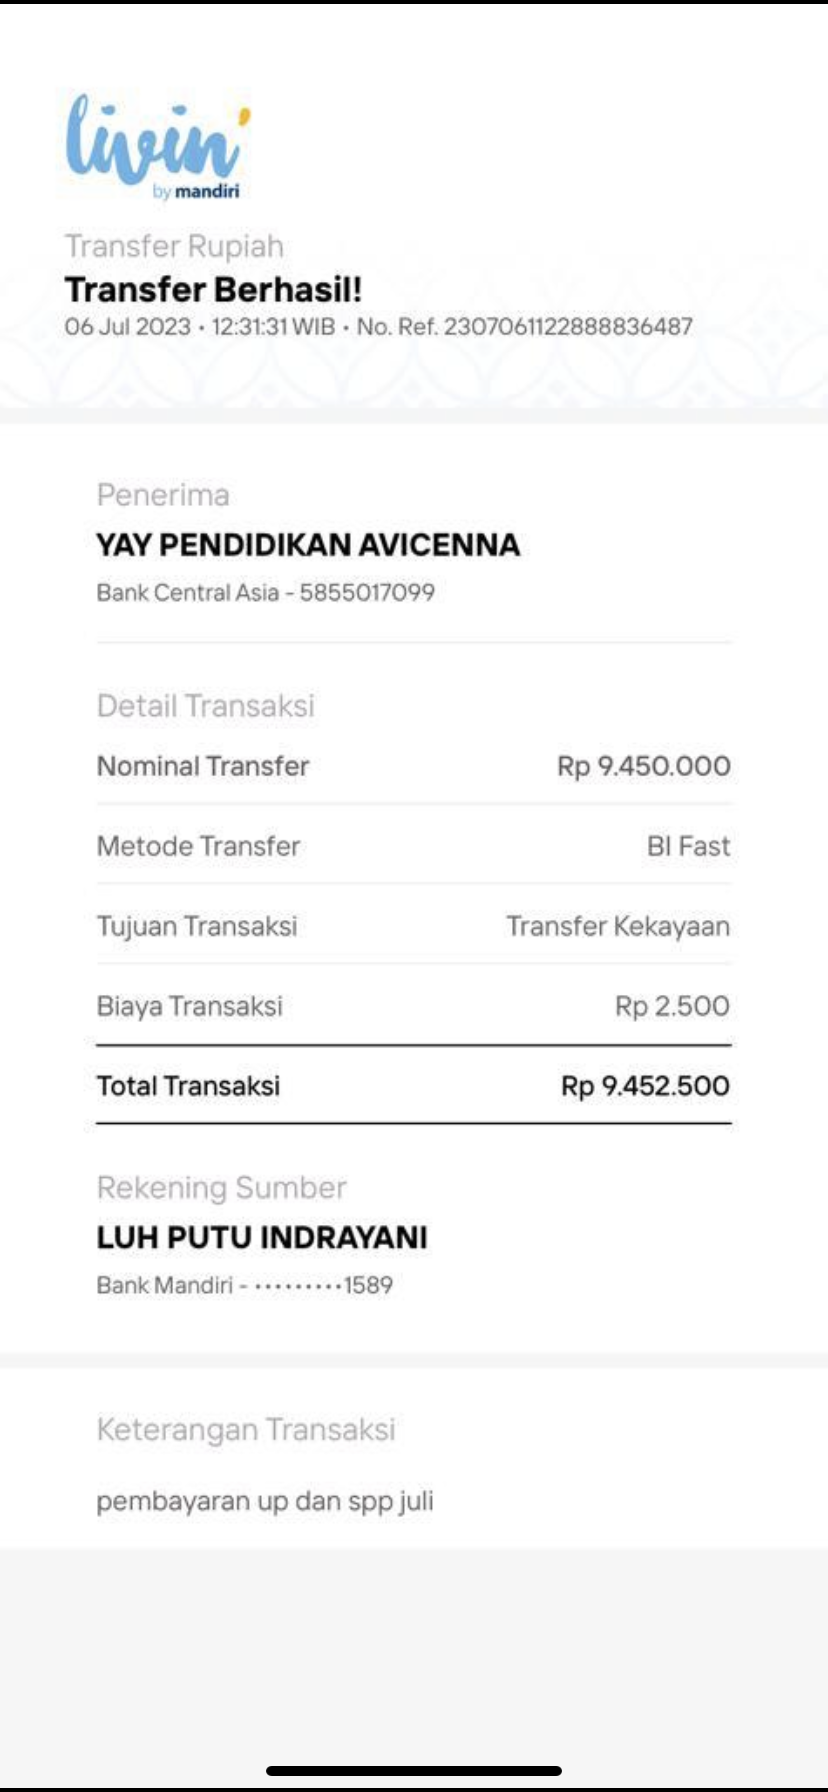 livin'
by mandiri
Transfer Rupiah
Transfer Berhasil!
06 Jul 2023 • 12:31:31 WIB • No. Ref. 2307061122888836487
Penerima
YAY PENDIDIKAN AVICENNA
Bank Central Asia - 5855017099
Detail Transaksi
Nominal Transfer Rp 9.450.000
Metode Transfer BI Fast
Tujuan Transaksi Transfer Kekayaan
Biaya Transaksi Rp 2.500
Total Transaksi Rp 9.452.500
Rekening Sumber
LUH PUTU INDRAYANI
Bank Mandiri - •••••••••1589
Keterangan Transaksi
pembayaran up dan spp juli